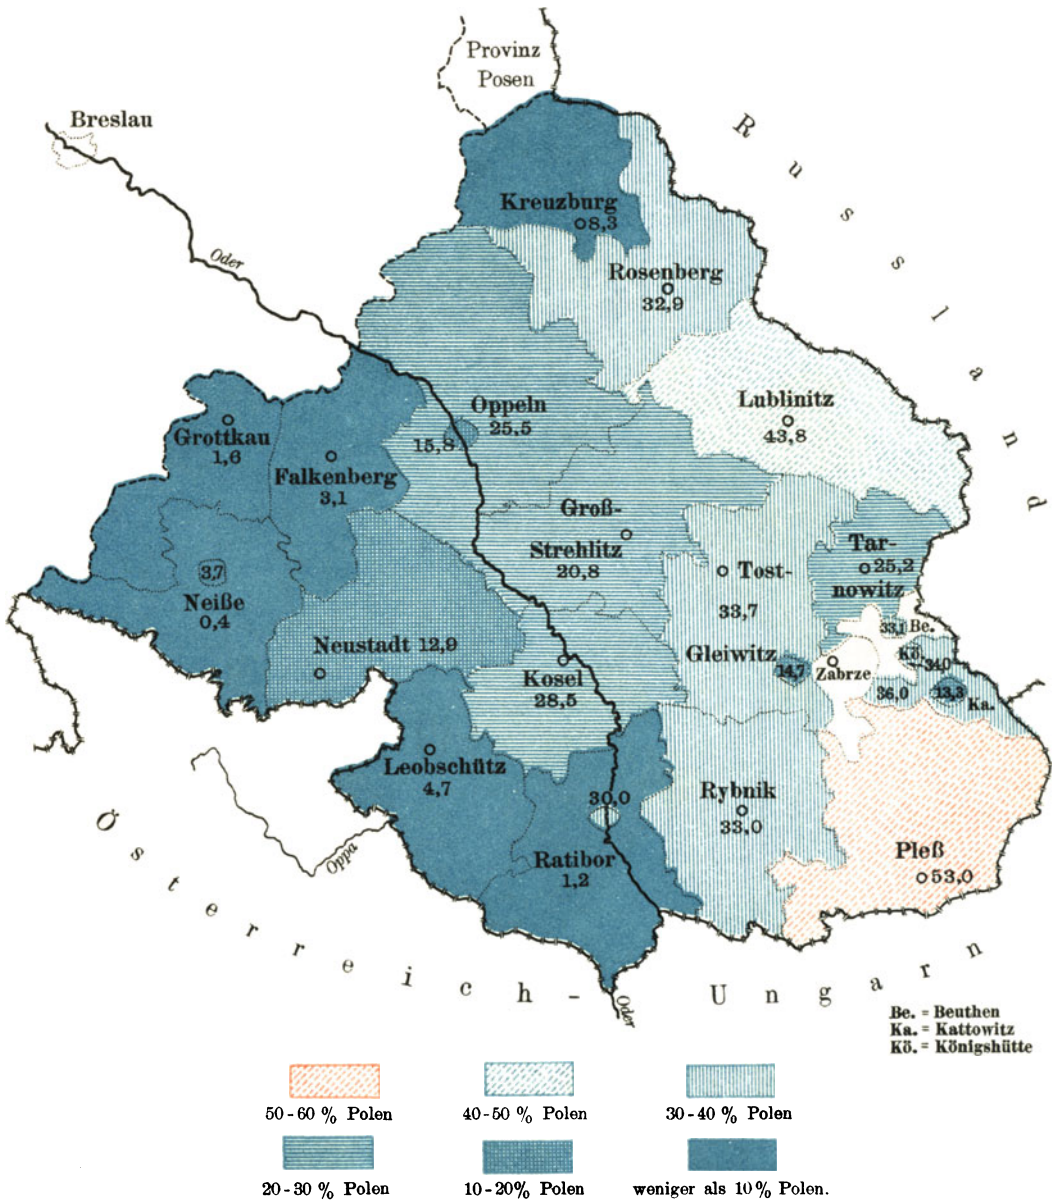 Provinz
Posen
Breslau
Russland
Oder
Kreuzburg
8,3
Rosenberg
32,9
Lublinitz
43,8
Oppeln
25,5
15,8
Grottkau
1,6
Falkenberg
3,1
Groß-
Strehlitz
20,8
Tar-
25,2
nowitz
Tost-
33,7
Gleiwitz
14,7
3,7
Neiße
0,4
Neustadt 12,9
Kosel
28,5
33,1 Be.
Kö.
34,0
Zabrze
36,0
13,3
Ka.
Leobschütz
4,7
30,0
Ratibor
1,2
Rybnik
33,0
Pleß
53,0
Oppa
Oder
Österreich-Ungarn
Be. = Beuthen
Ka. = Kattowitz
Kö. = Königshütte
50-60 % Polen
40-50 % Polen
30-40 % Polen
20-30 % Polen
10-20% Polen
weniger als 10% Polen.